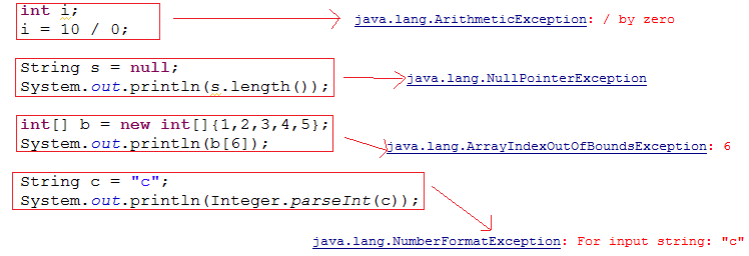 int i;
i = 10 / 0;
java.lang.ArithmeticException: / by zero
String s = null;
System.out.println(s.length());
java.lang.NullPointerException
int[] b = new int[]{1,2,3,4,5};
System.out.println(b[6]);
java.lang.ArrayIndexOutOfBoundsException: 6
String c = "c";
System.out.println(Integer.parseInt(c));
java.lang.NumberFormatException: For input string: "c"